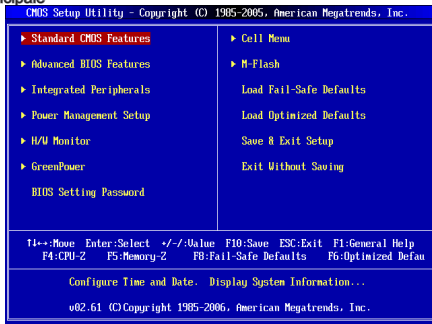 cipale
CMOS Setup Utility - Copyright (C) 1985-2005, American Megatrends, Inc.
▶ Standard CMOS Features
▶ Advanced BIOS Features
▶ Integrated Peripherals
▶ Power Management Setup
▶ H/W Monitor
▶ GreenPower
BIOS Setting Password
▶ Cell Menu
▶ M-Flash
Load Fail-Safe Defaults
Load Optimized Defaults
Save & Exit Setup
Exit Without Saving
↑↓←→:Move Enter:Select +/-/:Value F10:Save ESC:Exit F1:General Help
F4:CPU-Z F5:Memory-Z F8:Fail-Safe Defaults F6:Optimized Defau
Configure Time and Date. Display System Information...
v02.61 (C)Copyright 1985-2006, American Megatrends, Inc.